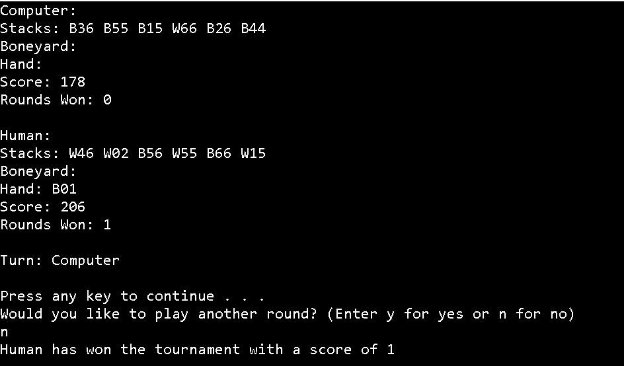 Computer:
Stacks: B36 B55 B15 W66 B26 B44
Boneyard:
Hand:
Score: 178
Rounds Won: 0
Human:
Stacks: W46 W02 B56 W55 B66 W15
Boneyard:
Hand: B01
Score: 206
Rounds Won: 1
Turn: Computer
Press any key to continue . . .
Would you like to play another round? (Enter y for yes or n for no)
n
Human has won the tournament with a score of 1